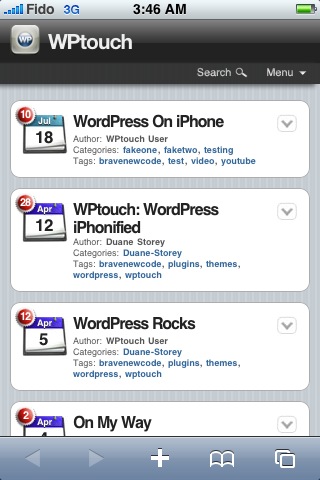 Fido 3G 3:46 AM
WP WPtouch
Search Menu
10
Jul
18
WordPress On iPhone
Author: WPtouch User
Categories: fakeone, faketwo, testing
Tags: bravenewcode, test, video, youtube
28
Apr
12
WPtouch: WordPress
iPhonified
Author: Duane Storey
Categories: Duane-Storey
Tags: bravenewcode, plugins, themes,
wordpress, wptouch
12
Apr
5
WordPress Rocks
Author: WPtouch User
Categories: Duane-Storey
Tags: bravenewcode, plugins, themes,
wordpress, wptouch
2
Apr
On My Way